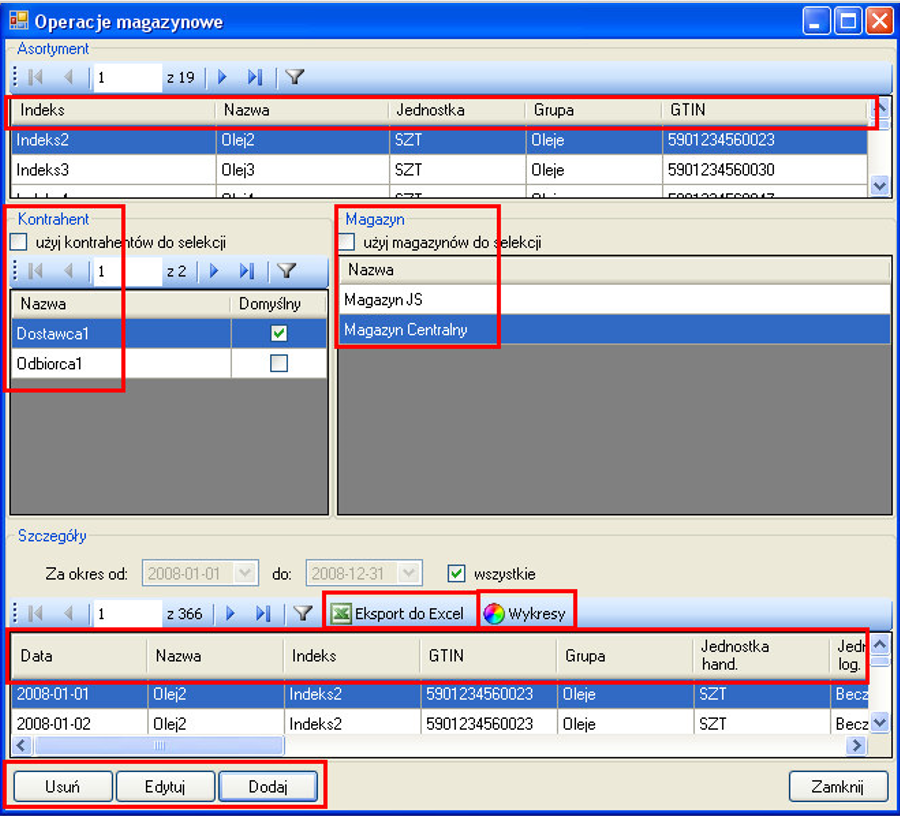 Operacje magazynowe
Asortyment
1 z 19
Indeks Nazwa Jednostka Grupa GTIN
Indeks2 Olej2 SZT Oleje 5901234560023
Indeks3 Olej3 SZT Oleje 5901234560030
Kontrahent
użyj kontrahentów do selekcji
1 z 2
Nazwa Domyślny
Dostawca1
Odbiorca1
Magazyn
użyj magazynów do selekcji
Nazwa
Magazyn JS
Magazyn Centralny
Szczegóły
Za okres od: 2008-01-01 do: 2008-12-31 wszystkie
1 z 366 Eksport do Excel Wykresy
Data Nazwa Indeks GTIN Grupa Jednostka hand. Jedn log.
2008-01-01 Olej2 Indeks2 5901234560023 Oleje SZT Becz
2008-01-02 Olej2 Indeks2 5901234560023 Oleje SZT Becz
Usuń Edytuj Dodaj Zamknij